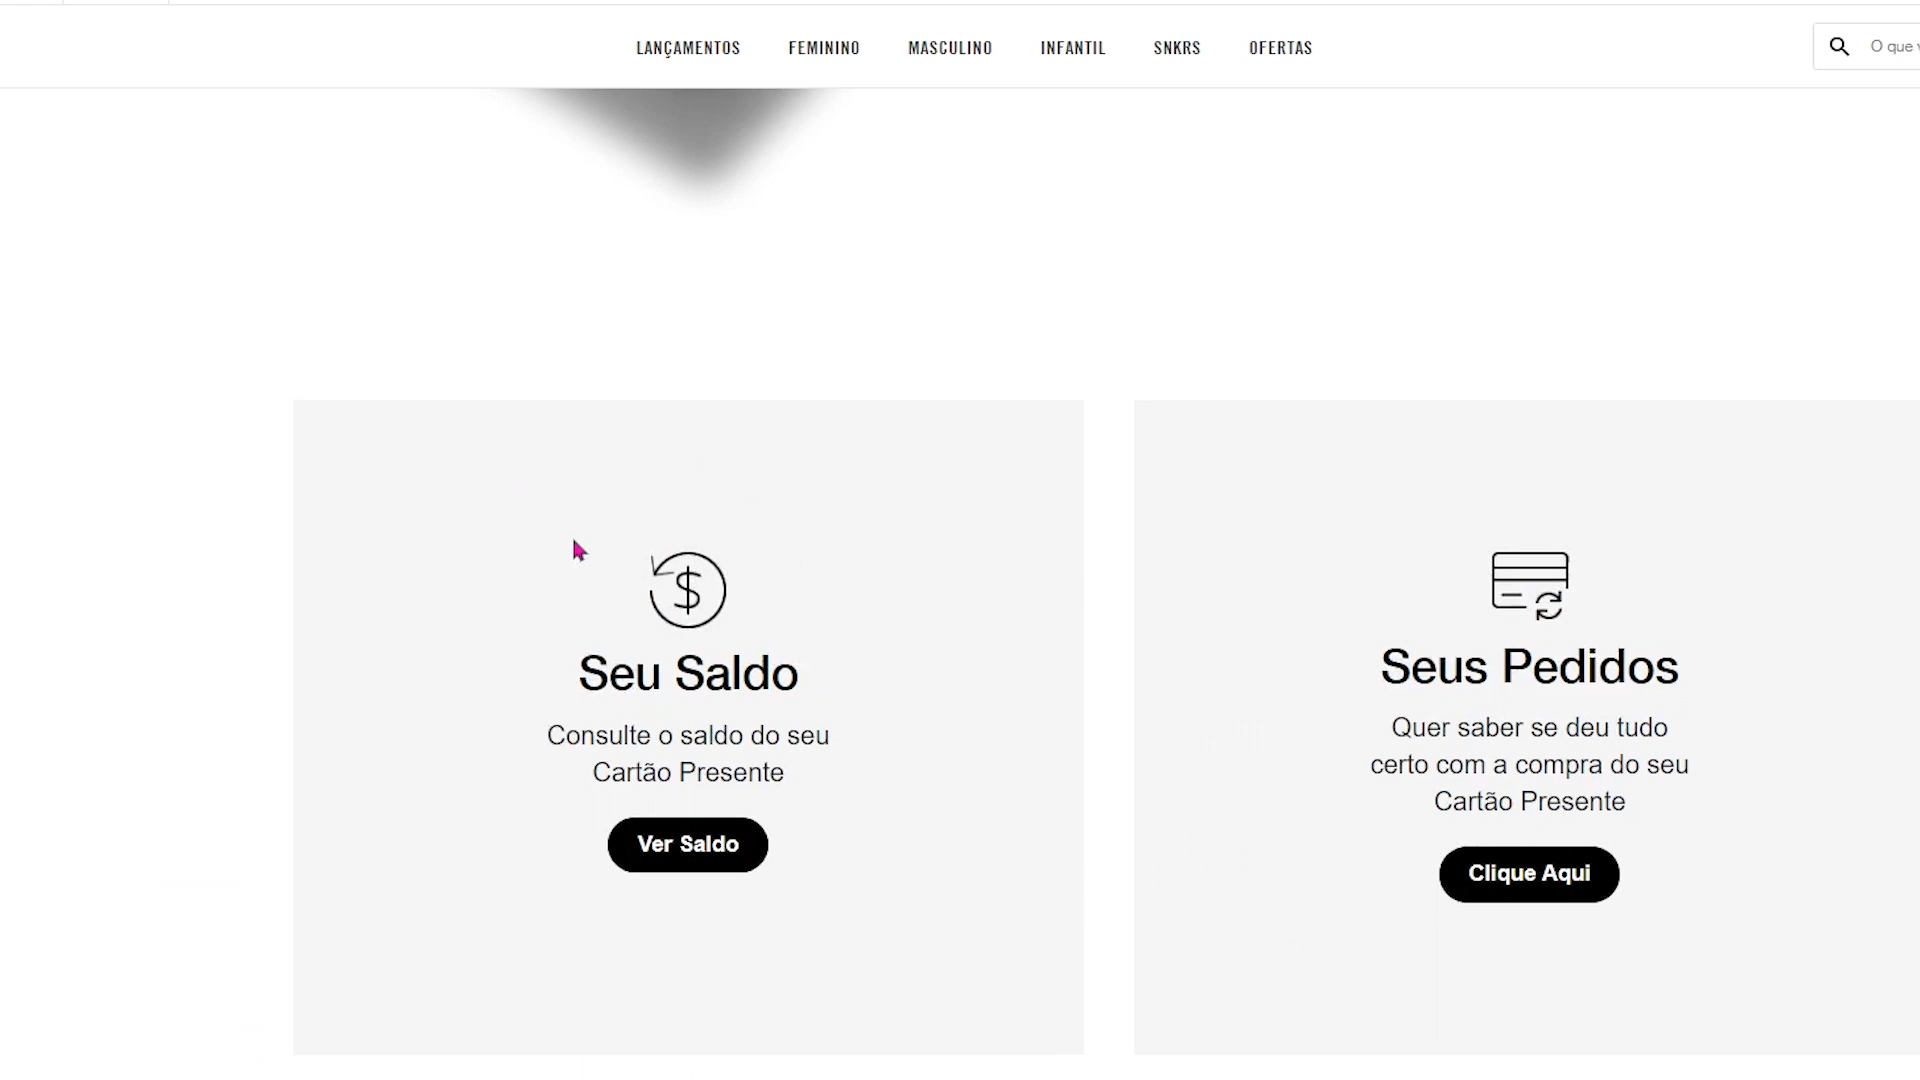 LANÇAMENTOS FEMININO MASCULINO INFANTIL SNKRS OFERTAS
O que
Seu Saldo
Consulte o saldo do seu
Cartão Presente
Ver Saldo
Seus Pedidos
Quer saber se deu tudo
certo com a compra do seu
Cartão Presente
Clique Aqui